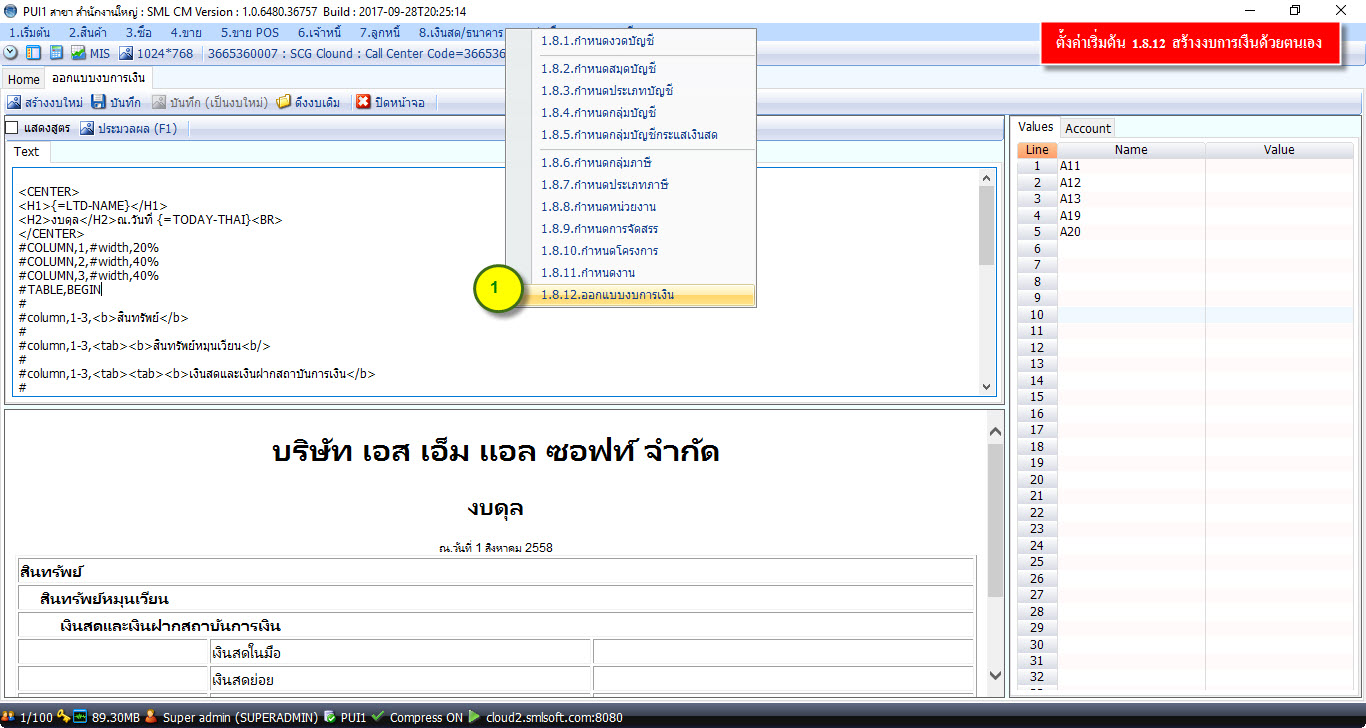 PUI1 สาขา สำนักงานใหญ่ : SML CM Version : 1.0.6480.36757 Build : 2017-09-28T20:25:14
1.เริ่มต้น 2.สินค้า 3.ซื้อ 4.ขาย 5.ขาย POS 6.เจ้าหนี้ 7.ลูกหนี้ 8.เงินสด/ธนาคาร
MIS 1024*768 3665360007 : SCG Clound : Call Center Code=366536
Home ออกแบบงบการเงิน
สร้างงบใหม่ บันทึก บันทึก (เป็นงบใหม่) ดึงงบเดิม ปิดหน้าจอ
ตั้งค่าเริ่มต้น 1.8.12 สร้างงบการเงินด้วยตนเอง
1.8.1.กำหนดงวดบัญชี
1.8.2.กำหนดสมุดบัญชี
1.8.3.กำหนดประเภทบัญชี
1.8.4.กำหนดกลุ่มบัญชี
1.8.5.กำหนดกลุ่มบัญชีกระแสเงินสด
1.8.6.กำหนดกลุ่มภาษี
1.8.7.กำหนดประเภทภาษี
1.8.8.กำหนดหน่วยงาน
1.8.9.กำหนดการจัดสรร
1.8.10.กำหนดโครงการ
1.8.11.กำหนดงาน
1
1.8.12.ออกแบบงบการเงิน
แสดงสูตร ประมวลผล (F1)
Text
<CENTER>
<H1>{=LTD-NAME}</H1>
<H2>งบดุล</H2>ณ.วันที่ {=TODAY-THAI}<BR>
</CENTER>
#COLUMN,1,#width,20%
#COLUMN,2,#width,40%
#COLUMN,3,#width,40%
#TABLE,BEGIN
#
#column,1-3,<b>สินทรัพย์</b>
#
#column,1-3,<tab><b>สินทรัพย์หมุนเวียน<b/>
#
#column,1-3,<tab><tab><b>เงินสดและเงินฝากสถาบันการเงิน</b>
#
บริษัท เอส เอ็ม แอล ซอฟท์ จำกัด
งบดุล
ณ.วันที่ 1 สิงหาคม 2558
สินทรัพย์
สินทรัพย์หมุนเวียน
เงินสดและเงินฝากสถาบันการเงิน
เงินสดในมือ
เงินสดย่อย
Values Account
Line Name Value
1 A11
2 A12
3 A13
4 A19
5 A20
6
7
8
9
10
11
12
13
14
15
16
17
18
19
20
21
22
23
24
25
26
27
28
29
30
31
32
1/100 89.30MB Super admin (SUPERADMIN) PUI1 Compress ON cloud2.smlsoft.com:8080